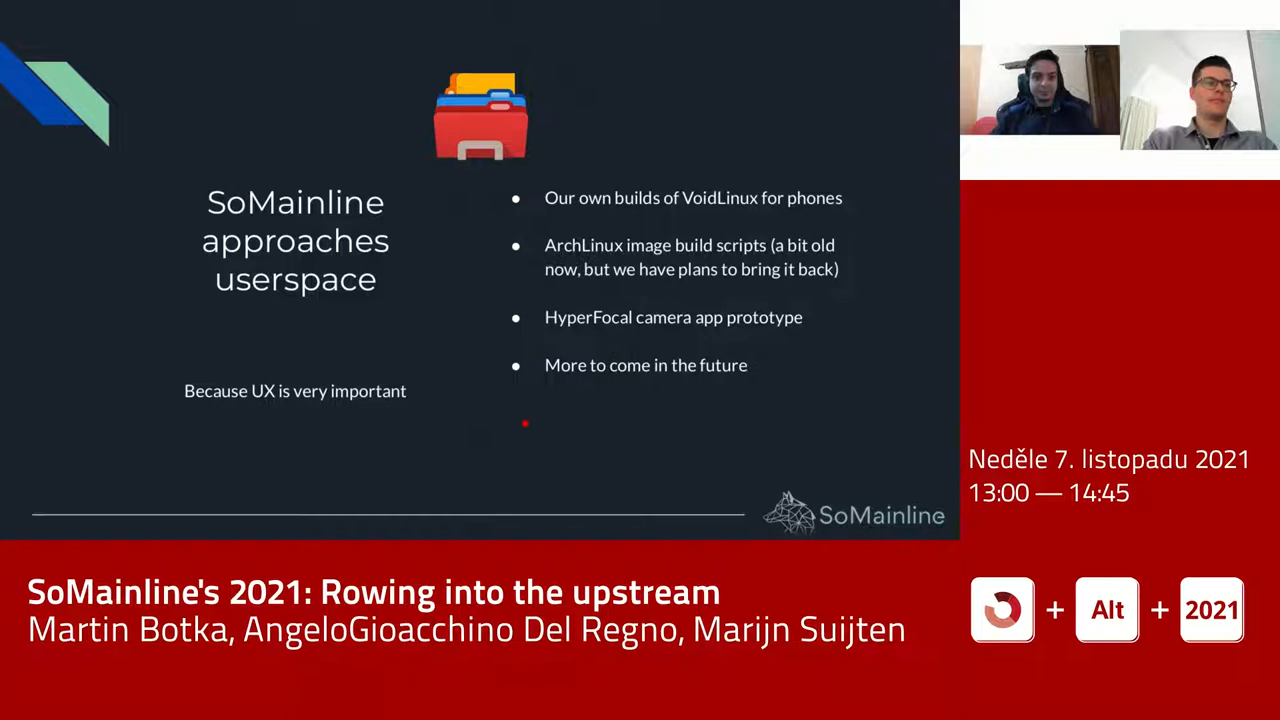 SoMainline
approaches
userspace
Because UX is very important
● Our own builds of VoidLinux for phones
● ArchLinux image build scripts (a bit old
now, but we have plans to bring it back)
● HyperFocal camera app prototype
● More to come in the future
SoMainline
Neděle 7. listopadu 2021
13:00 — 14:45
SoMainline's 2021: Rowing into the upstream
Martin Botka, AngeloGioacchino Del Regno, Marijn Suijten
+ Alt + 2021